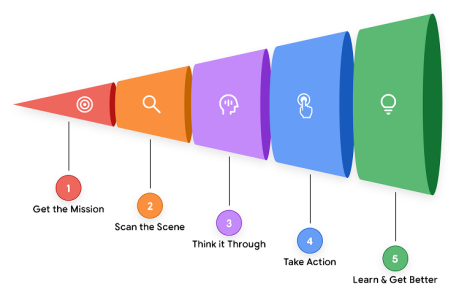 1
Get the Mission
2
Scan the Scene
3
Think it Through
4
Take Action
5
Learn & Get Better